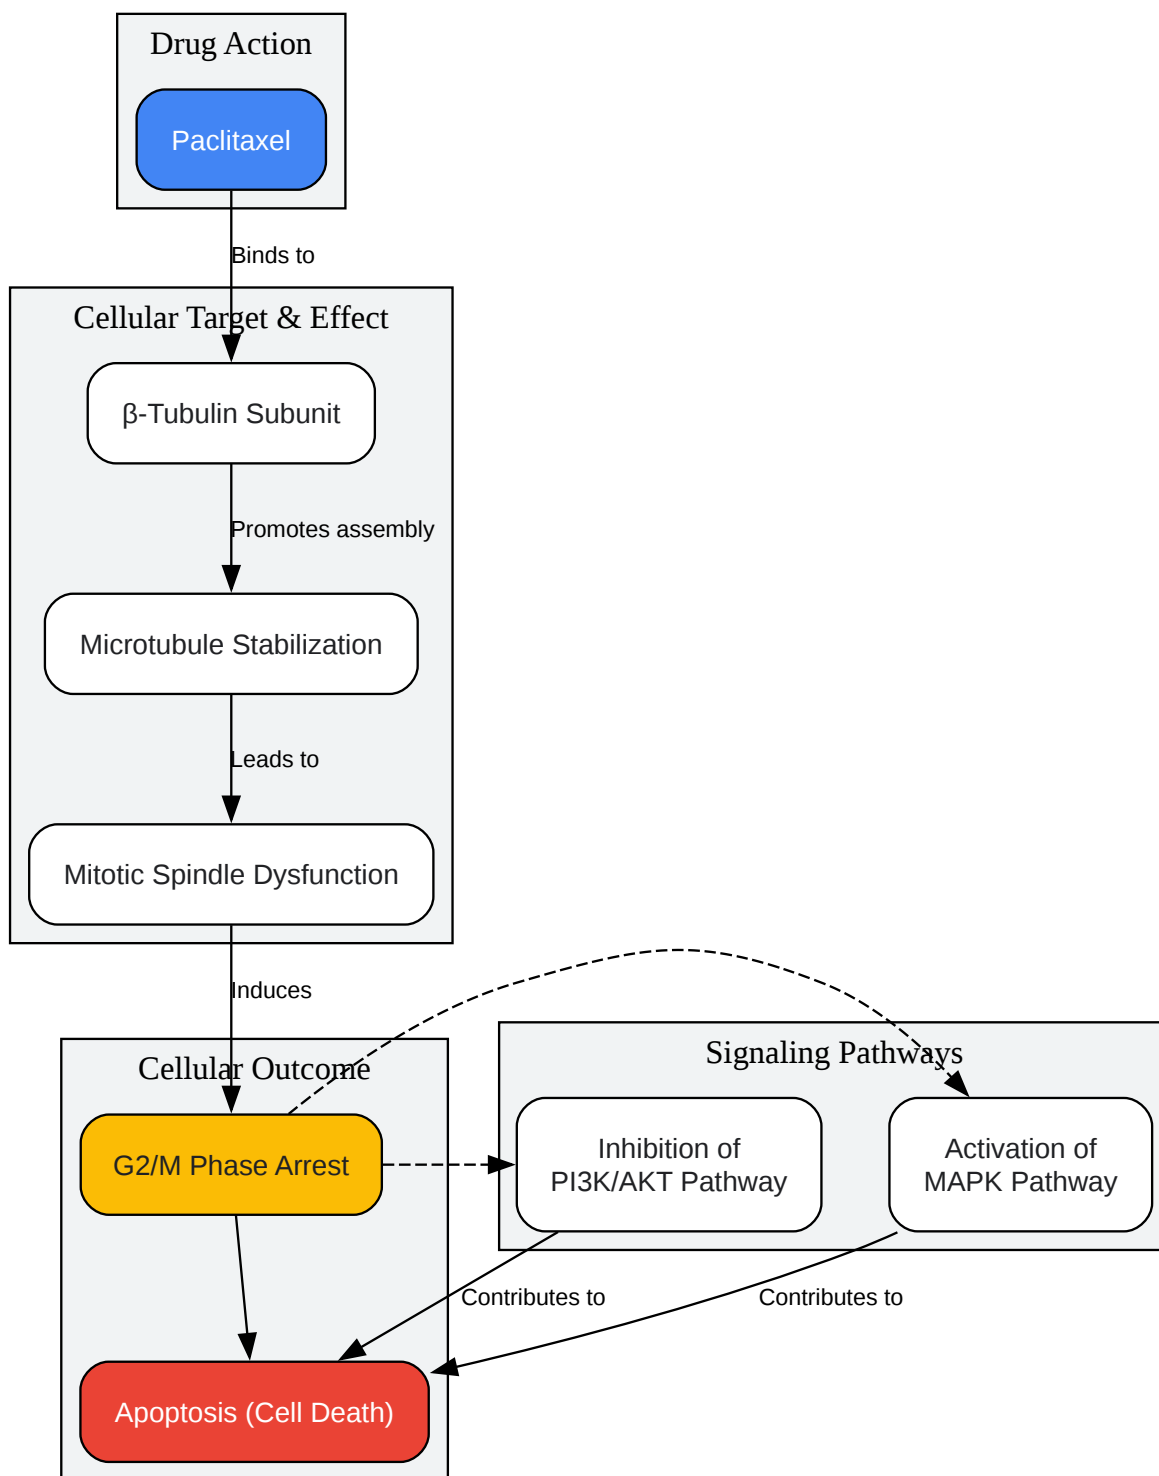 Drug Action
Paclitaxel
Binds to
Cellular Target & Effect
β-Tubulin Subunit
Promotes assembly
Microtubule Stabilization
Leads to
Mitotic Spindle Dysfunction
Induces
Cellular Outcome
Signaling Pathways
G2/M Phase Arrest
Inhibition of
PI3K/AKT Pathway
Activation of
MAPK Pathway
Contributes to
Contributes to
Apoptosis (Cell Death)